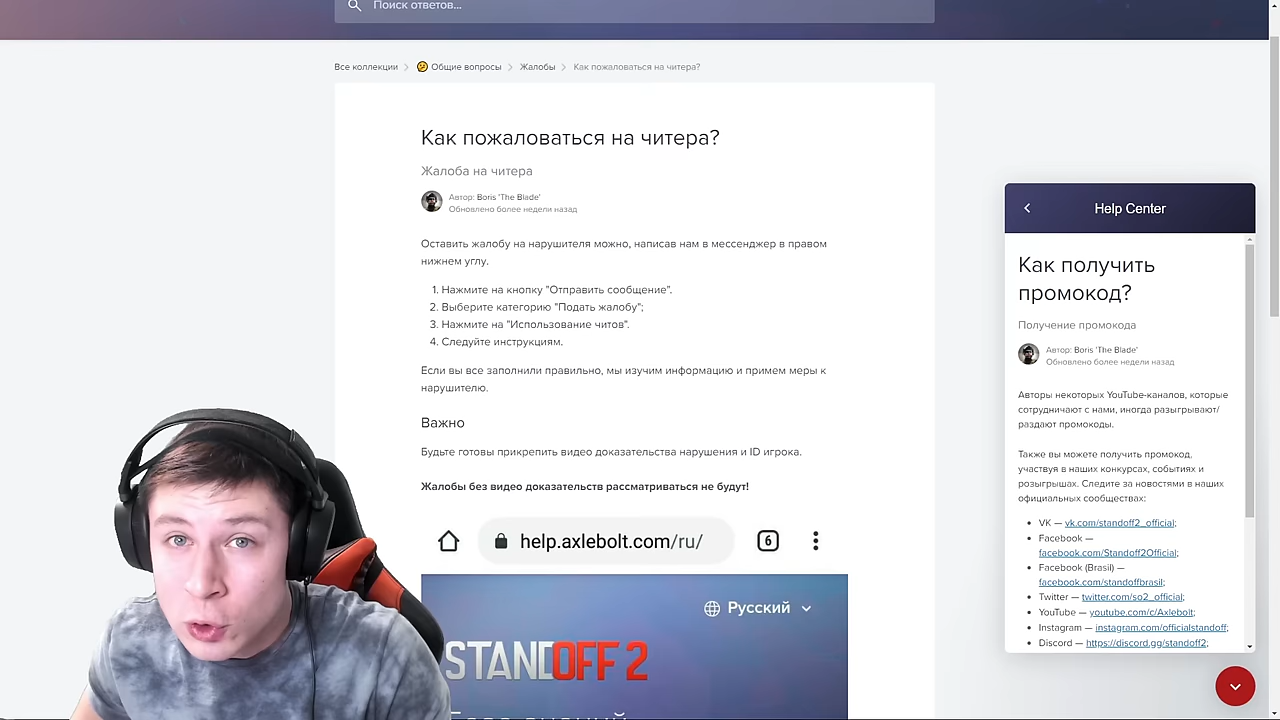 Поиск ответов...
Все коллекции
Общие вопросы
Жалобы
Как пожаловаться на читера?
Как пожаловаться на читера?
Жалоба на читера
Автор: Boris 'The Blade'
Обновлено более недели назад
Оставить жалобу на нарушителя можно, написав нам в мессенджер в правом
нижнем углу.
1. Нажмите на кнопку "Отправить сообщение".
2. Выберите категорию "Подать жалобу";
3. Нажмите на "Использование читов".
4. Следуйте инструкциям.
Если вы все заполнили правильно, мы изучим информацию и примем меры к
нарушителю.
Важно
Будьте готовы прикрепить видео доказательства нарушения и ID игрока.
Жалобы без видео доказательств рассматриваться не будут!
help.axlebolt.com/ru/
6
Русский
STANDOFF 2
Help Center
Как получить
промокод?
Получение промокода
Автор: Boris 'The Blade'
Обновлено более недели назад
Авторы некоторых YouTube-каналов, которые
сотрудничают с нами, иногда разыгрывают/
раздают промокоды.
Также вы можете получить промокод,
участвуя в наших конкурсах, событиях и
розыгрышах. Следите за новостями в наших
официальных сообществах:
VK — vk.com/standoff2_official;
Facebook —
facebook.com/Standoff2Official;
Facebook (Brasil) —
facebook.com/standoffbrasil;
Twitter — twitter.com/so2_official;
YouTube — youtube.com/c/Axlebolt;
Instagram — instagram.com/officialstandoff;
Discord — https://discord.gg/standoff2;